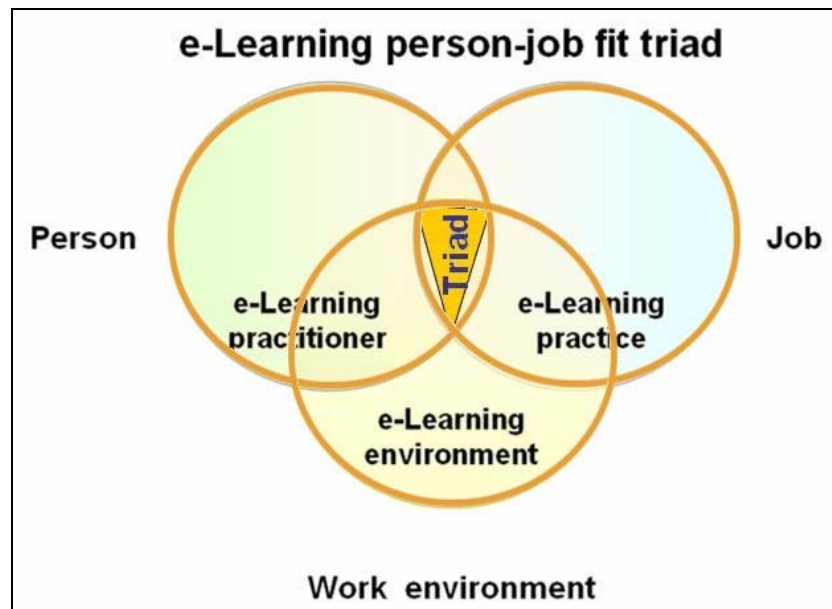 e-Learning person-job fit triad
Person
Job
Triad
e-Learning
practitioner
e-Learning
practice
e-Learning
environment
Work environment